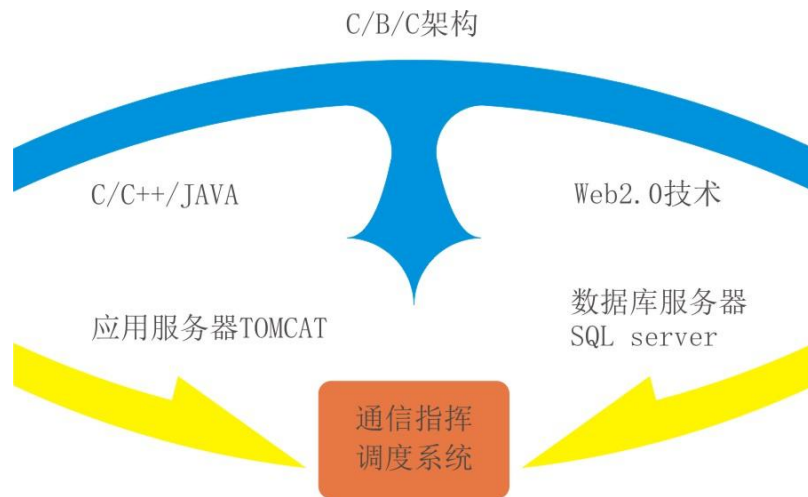 C/B/C架构
C/C++/JAVA
Web2.0技术
应用服务器TOMCAT
数据库服务器
SQL server
通信指挥
调度系统